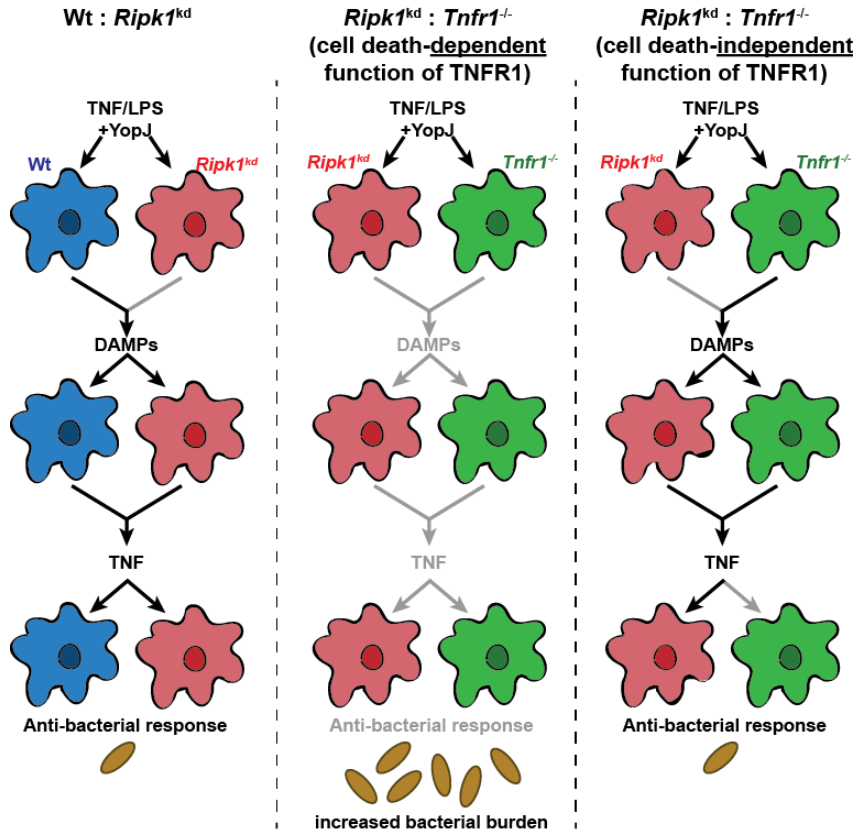 Wt : Ripk1kd
TNF/LPS
+YopJ
Wt
Ripk1kd
DAMPs
TNF
Anti-bacterial response
Ripk1kd : Tnfr1-/-
(cell death-dependent
function of TNFR1)
TNF/LPS
+YopJ
Ripk1kd
Tnfr1-/-
DAMPs
TNF
Anti-bacterial response
increased bacterial burden
Ripk1kd : Tnfr1-/-
(cell death-independent
function of TNFR1)
TNF/LPS
+YopJ
Ripk1kd
Tnfr1-/-
DAMPs
TNF
Anti-bacterial response